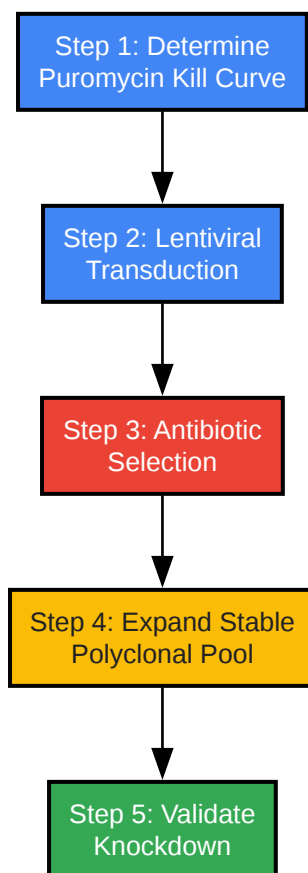 Step 1: Determine
Puromycin Kill Curve
Step 2: Lentiviral
Transduction
Step 3: Antibiotic
Selection
Step 4: Expand Stable
Polyclonal Pool
Step 5: Validate
Knockdown